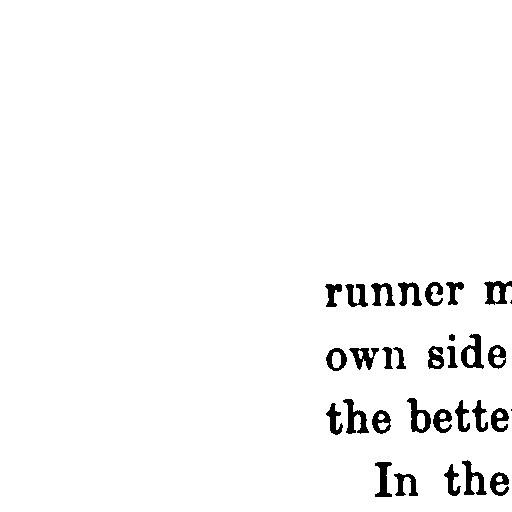 runner m
own side
the bette
In the